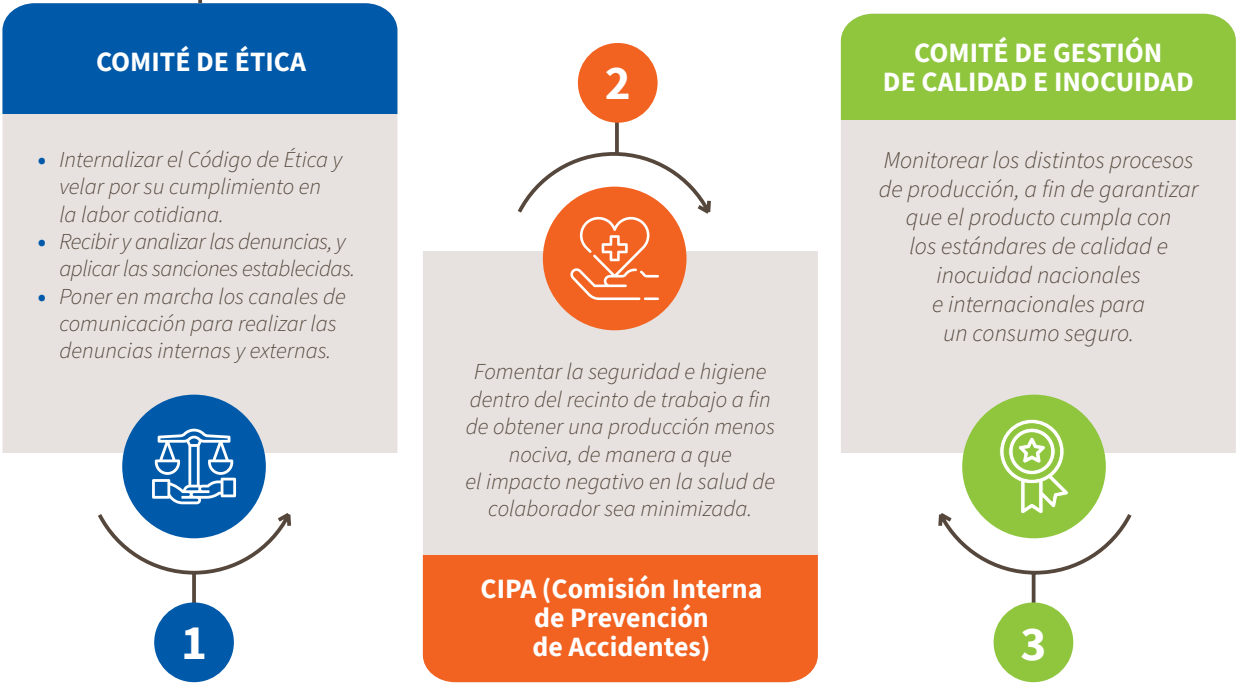 COMITÉ DE ÉTICA
• Internalizar el Código de Ética y
velar por su cumplimiento en
la labor cotidiana.
• Recibir y analizar las denuncias, y
aplicar las sanciones establecidas.
• Poner en marcha los canales de
comunicación para realizar las
denuncias internas y externas.
1
2
Fomentar la seguridad e higiene
dentro del recinto de trabajo a fin
de obtener una producción menos
nociva, de manera a que
el impacto negativo en la salud de
colaborador sea minimizada.
CIPA (Comisión Interna
de Prevención
de Accidentes)
COMITÉ DE GESTIÓN
DE CALIDAD E INOCUIDAD
Monitorear los distintos procesos
de producción, a fin de garantizar
que el producto cumpla con
los estándares de calidad e
inocuidad nacionales
e internacionales para
un consumo seguro.
3